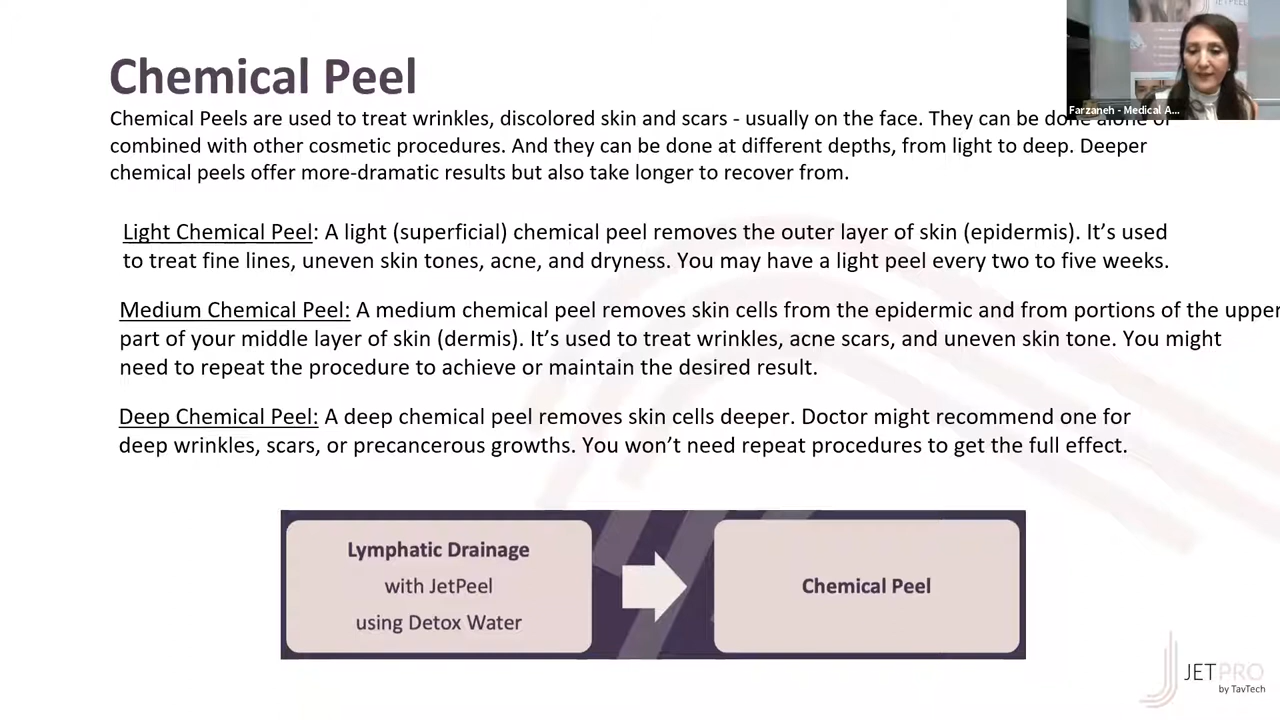 JETPEEL
Chemical Peel
Farzaneh - Medical A...
Chemical Peels are used to treat wrinkles, discolored skin and scars - usually on the face. They can be done alone or
combined with other cosmetic procedures. And they can be done at different depths, from light to deep. Deeper
chemical peels offer more-dramatic results but also take longer to recover from.
Light Chemical Peel: A light (superficial) chemical peel removes the outer layer of skin (epidermis). It’s used
to treat fine lines, uneven skin tones, acne, and dryness. You may have a light peel every two to five weeks.
Medium Chemical Peel: A medium chemical peel removes skin cells from the epidermic and from portions of the upper
part of your middle layer of skin (dermis). It’s used to treat wrinkles, acne scars, and uneven skin tone. You might
need to repeat the procedure to achieve or maintain the desired result.
Deep Chemical Peel: A deep chemical peel removes skin cells deeper. Doctor might recommend one for
deep wrinkles, scars, or precancerous growths. You won’t need repeat procedures to get the full effect.
Lymphatic Drainage
with JetPeel
using Detox Water
Chemical Peel
JETPRO
by TavTech